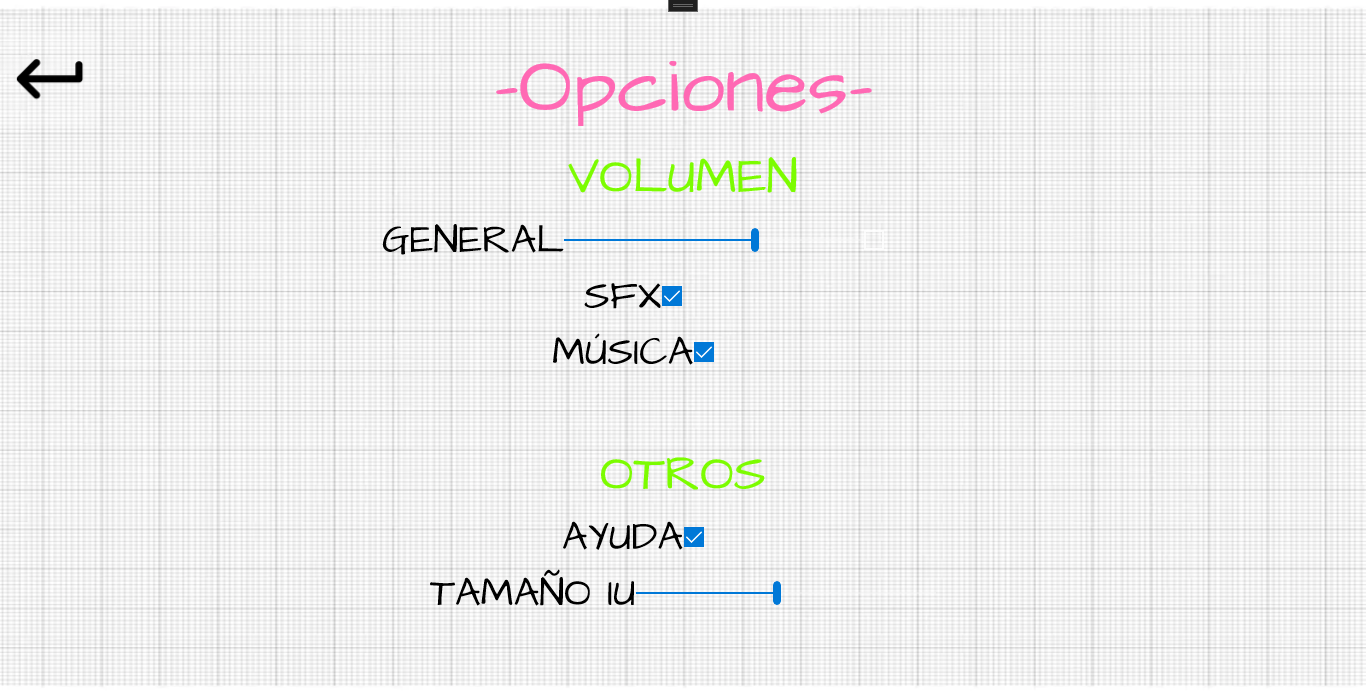 -Opciones-
VOLUMEN
GENERAL
SFX
MÚSICA
OTROS
AYUDA
TAMAÑO IU